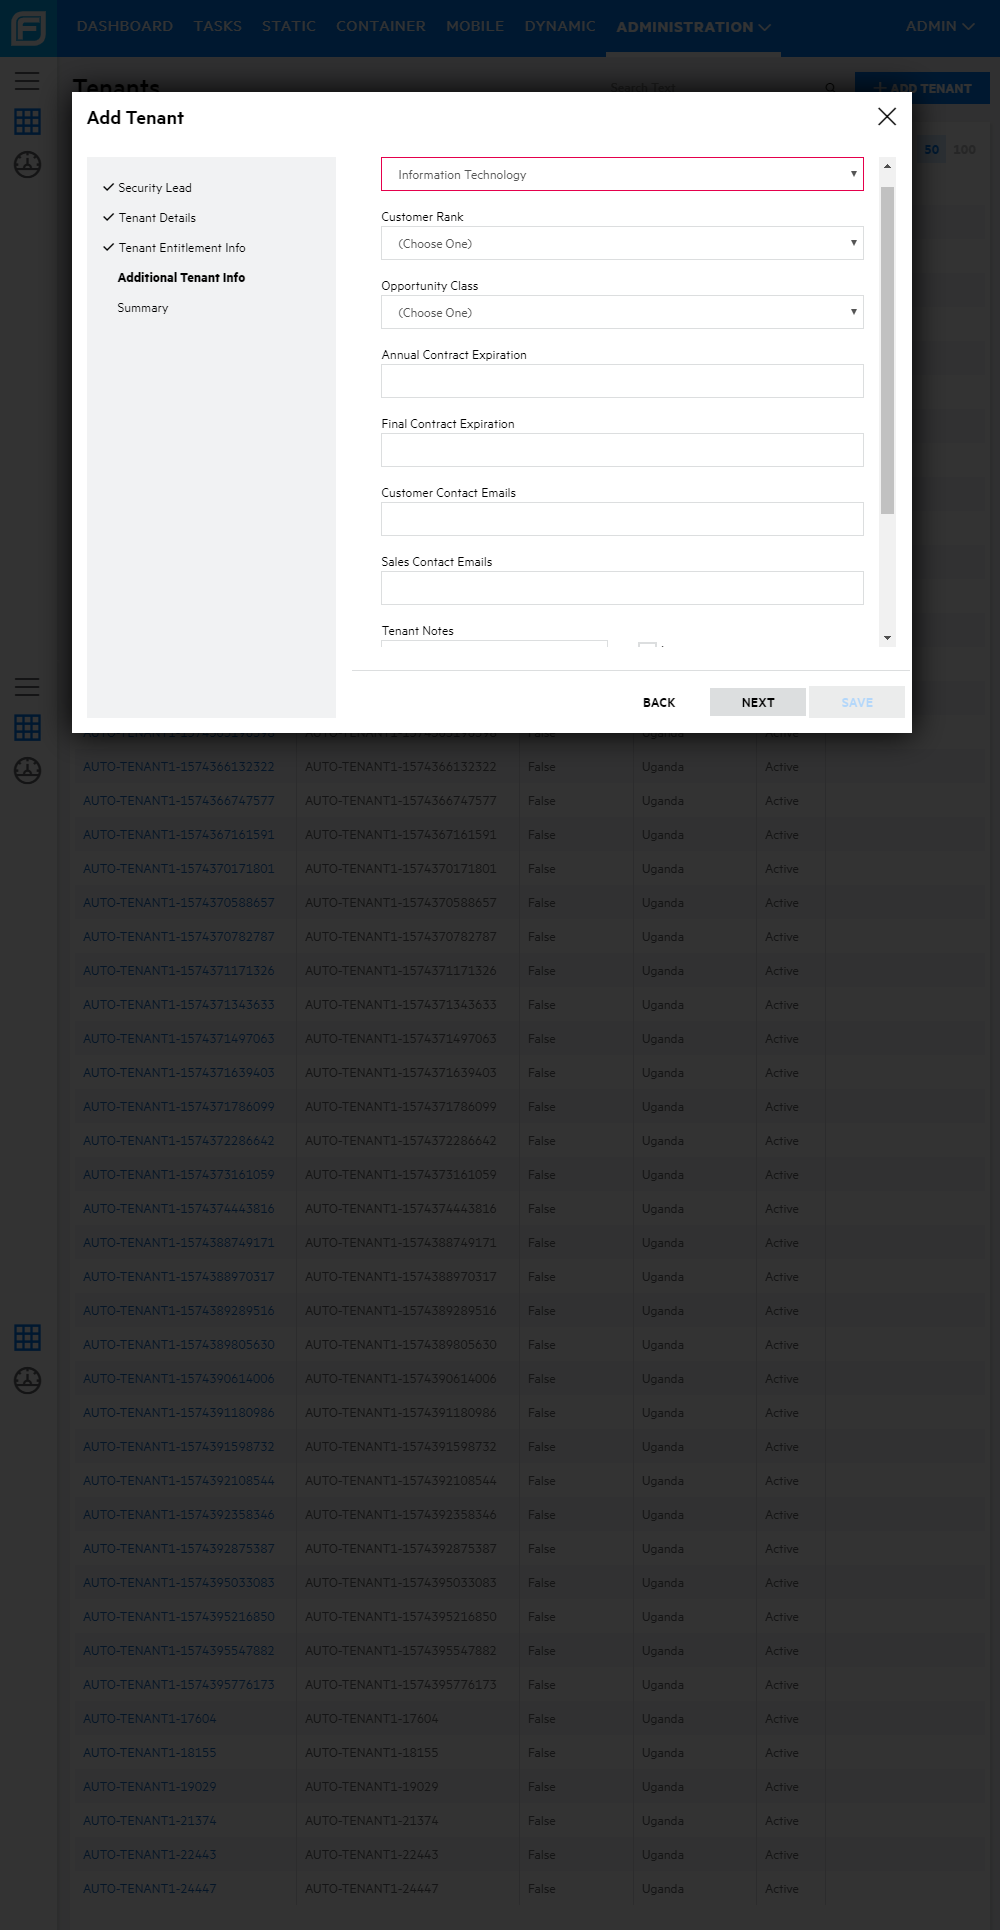 DASHBOARD TASKS STATIC CONTAINER MOBILE DYNAMIC ADMINISTRATION ADMIN
Tenants Search Text ADD TENANT
Add Tenant
50 100
Information Technology
Security Lead
Customer Rank
Tenant Details
(Choose One)
Tenant Entitlement Info
Additional Tenant Info
Opportunity Class
Summary
(Choose One)
Annual Contract Expiration
Final Contract Expiration
Customer Contact Emails
Sales Contact Emails
Tenant Notes
BACK NEXT SAVE
AUTO-TENANT1-1574366132322 AUTO-TENANT1-1574366132322 False Uganda Active
AUTO-TENANT1-1574366747577 AUTO-TENANT1-1574366747577 False Uganda Active
AUTO-TENANT1-1574367161591 AUTO-TENANT1-1574367161591 False Uganda Active
AUTO-TENANT1-1574370171801 AUTO-TENANT1-1574370171801 False Uganda Active
AUTO-TENANT1-1574370588657 AUTO-TENANT1-1574370588657 False Uganda Active
AUTO-TENANT1-1574370782787 AUTO-TENANT1-1574370782787 False Uganda Active
AUTO-TENANT1-1574371171326 AUTO-TENANT1-1574371171326 False Uganda Active
AUTO-TENANT1-1574371343633 AUTO-TENANT1-1574371343633 False Uganda Active
AUTO-TENANT1-1574371497063 AUTO-TENANT1-1574371497063 False Uganda Active
AUTO-TENANT1-1574371639403 AUTO-TENANT1-1574371639403 False Uganda Active
AUTO-TENANT1-1574371786099 AUTO-TENANT1-1574371786099 False Uganda Active
AUTO-TENANT1-1574372286642 AUTO-TENANT1-1574372286642 False Uganda Active
AUTO-TENANT1-1574373161059 AUTO-TENANT1-1574373161059 False Uganda Active
AUTO-TENANT1-1574374443816 AUTO-TENANT1-1574374443816 False Uganda Active
AUTO-TENANT1-1574388749171 AUTO-TENANT1-1574388749171 False Uganda Active
AUTO-TENANT1-1574388970317 AUTO-TENANT1-1574388970317 False Uganda Active
AUTO-TENANT1-1574389289516 AUTO-TENANT1-1574389289516 False Uganda Active
AUTO-TENANT1-1574389805630 AUTO-TENANT1-1574389805630 False Uganda Active
AUTO-TENANT1-1574390614006 AUTO-TENANT1-1574390614006 False Uganda Active
AUTO-TENANT1-1574391180986 AUTO-TENANT1-1574391180986 False Uganda Active
AUTO-TENANT1-1574391598732 AUTO-TENANT1-1574391598732 False Uganda Active
AUTO-TENANT1-1574392108544 AUTO-TENANT1-1574392108544 False Uganda Active
AUTO-TENANT1-1574392358346 AUTO-TENANT1-1574392358346 False Uganda Active
AUTO-TENANT1-1574392875387 AUTO-TENANT1-1574392875387 False Uganda Active
AUTO-TENANT1-1574395033083 AUTO-TENANT1-1574395033083 False Uganda Active
AUTO-TENANT1-1574395216850 AUTO-TENANT1-1574395216850 False Uganda Active
AUTO-TENANT1-1574395547882 AUTO-TENANT1-1574395547882 False Uganda Active
AUTO-TENANT1-1574395776173 AUTO-TENANT1-1574395776173 False Uganda Active
AUTO-TENANT1-17604 AUTO-TENANT1-17604 False Uganda Active
AUTO-TENANT1-18155 AUTO-TENANT1-18155 False Uganda Active
AUTO-TENANT1-19029 AUTO-TENANT1-19029 False Uganda Active
AUTO-TENANT1-21374 AUTO-TENANT1-21374 False Uganda Active
AUTO-TENANT1-22443 AUTO-TENANT1-22443 False Uganda Active
AUTO-TENANT1-24447 AUTO-TENANT1-24447 False Uganda Active